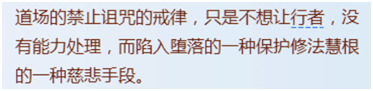 道场的禁止诅咒的戒律，只是不想让行者，没
有能力处理，而陷入堕落的一种保护修法慧根
的一种慈悲手段。